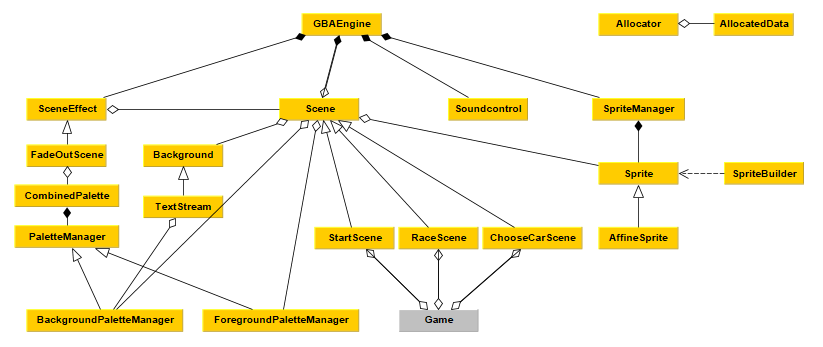 GBAEngine
Allocator
AllocatedData
SceneEffect
Scene
Soundcontrol
SpriteManager
FadeOutScene
Background
Sprite
SpriteBuilder
CombinedPalette
TextStream
PaletteManager
StartScene
RaceScene
ChooseCarScene
AffineSprite
BackgroundPaletteManager
ForegroundPaletteManager
Game